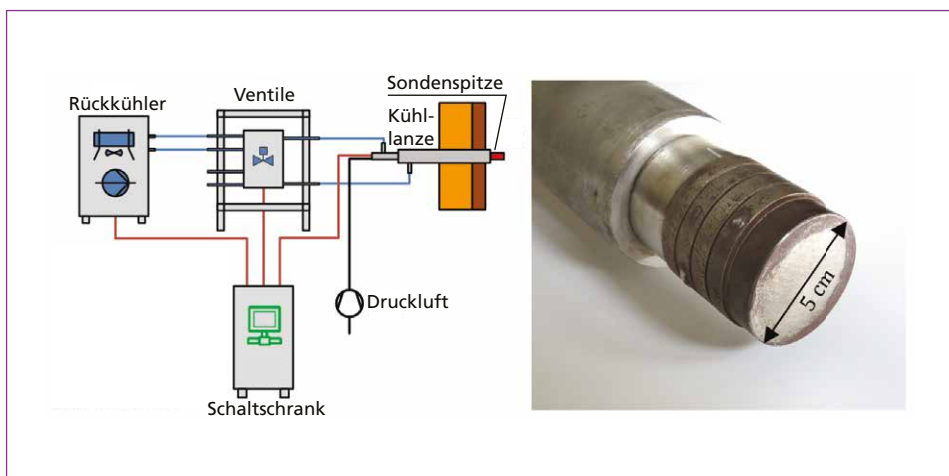 Rückkühler
Ventile
Sondenspitze
Kühl-
lanze
Druckluft
Schaltschrank
5 cm